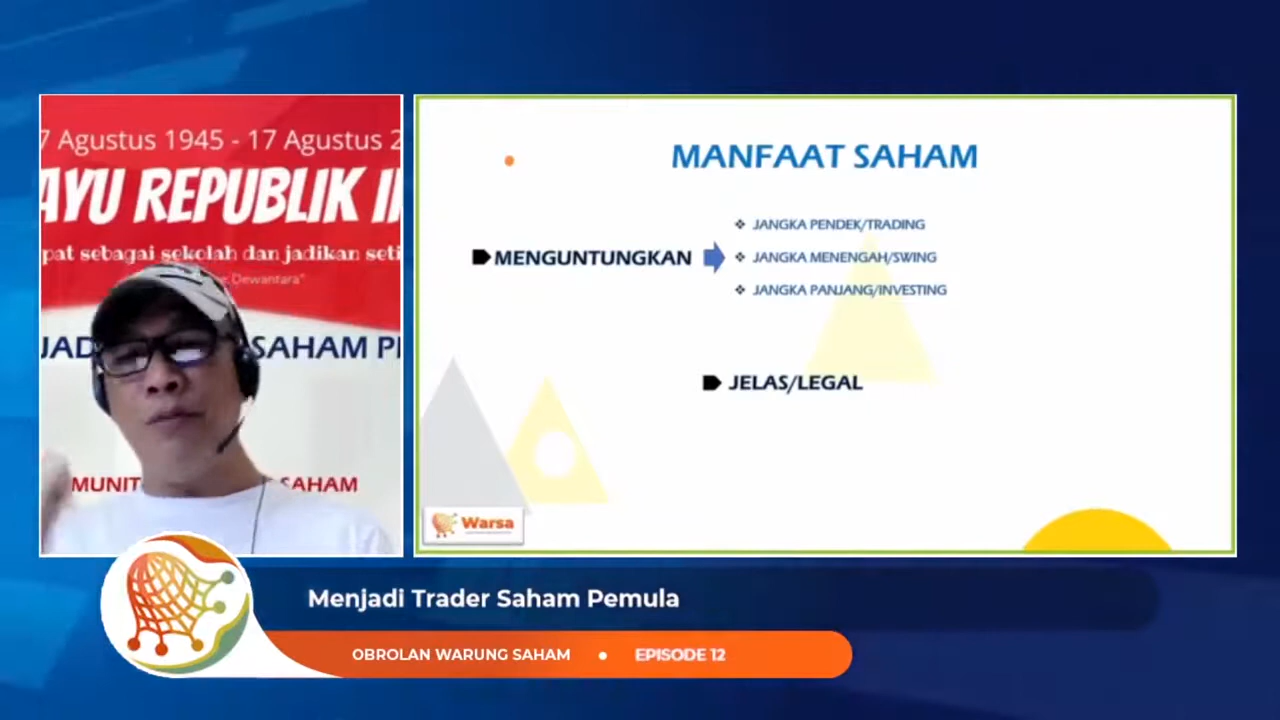 7 Agustus 1945 - 17 Agustus 2
AYU REPUBLIK I
pat sebagai sekolah dan jadikan seti
Dewantara"
JAD SAHAM P
MUNIT SAHAM
MANFAAT SAHAM
MENGUNTUNGKAN
❖ JANGKA PENDEK/TRADING
❖ JANGKA MENENGAH/SWING
❖ JANGKA PANJANG/INVESTING
JELAS/LEGAL
Warsa
Menjadi Trader Saham Pemula
OBROLAN WARUNG SAHAM • EPISODE 12